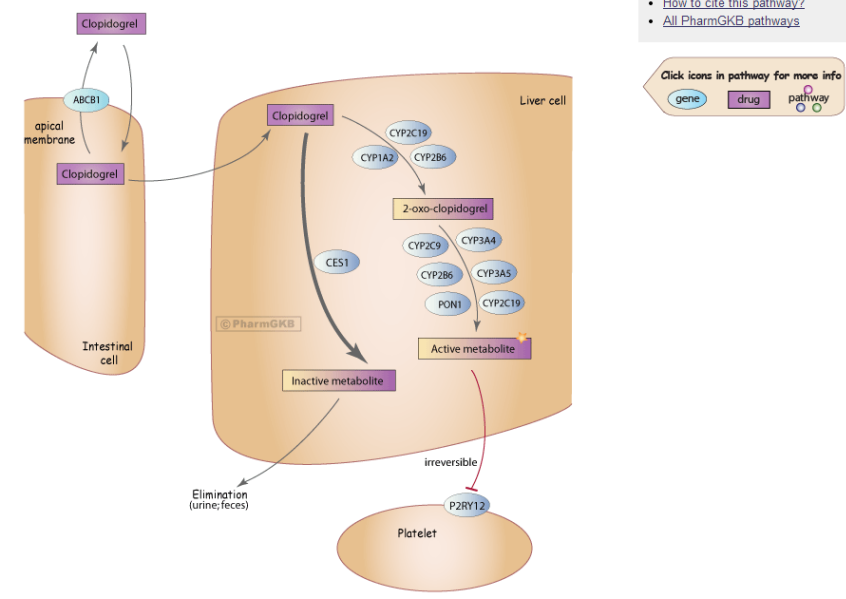 How to cite this pathway?
All PharmGKB pathways
Click icons in pathway for more info
gene
drug
pathway
Clopidogrel
ABCB1
apical
membrane
Clopidogrel
Intestinal
cell
Liver cell
Clopidogrel
CYP2C19
CYP1A2
CYP2B6
2-oxo-clopidogrel
CYP2C9
CYP3A4
CYP2B6
CYP3A5
PON1
CYP2C19
CES1
©PharmGKB
Active metabolite
Inactive metabolite
irreversible
Elimination
(urine;feces)
P2RY12
Platelet